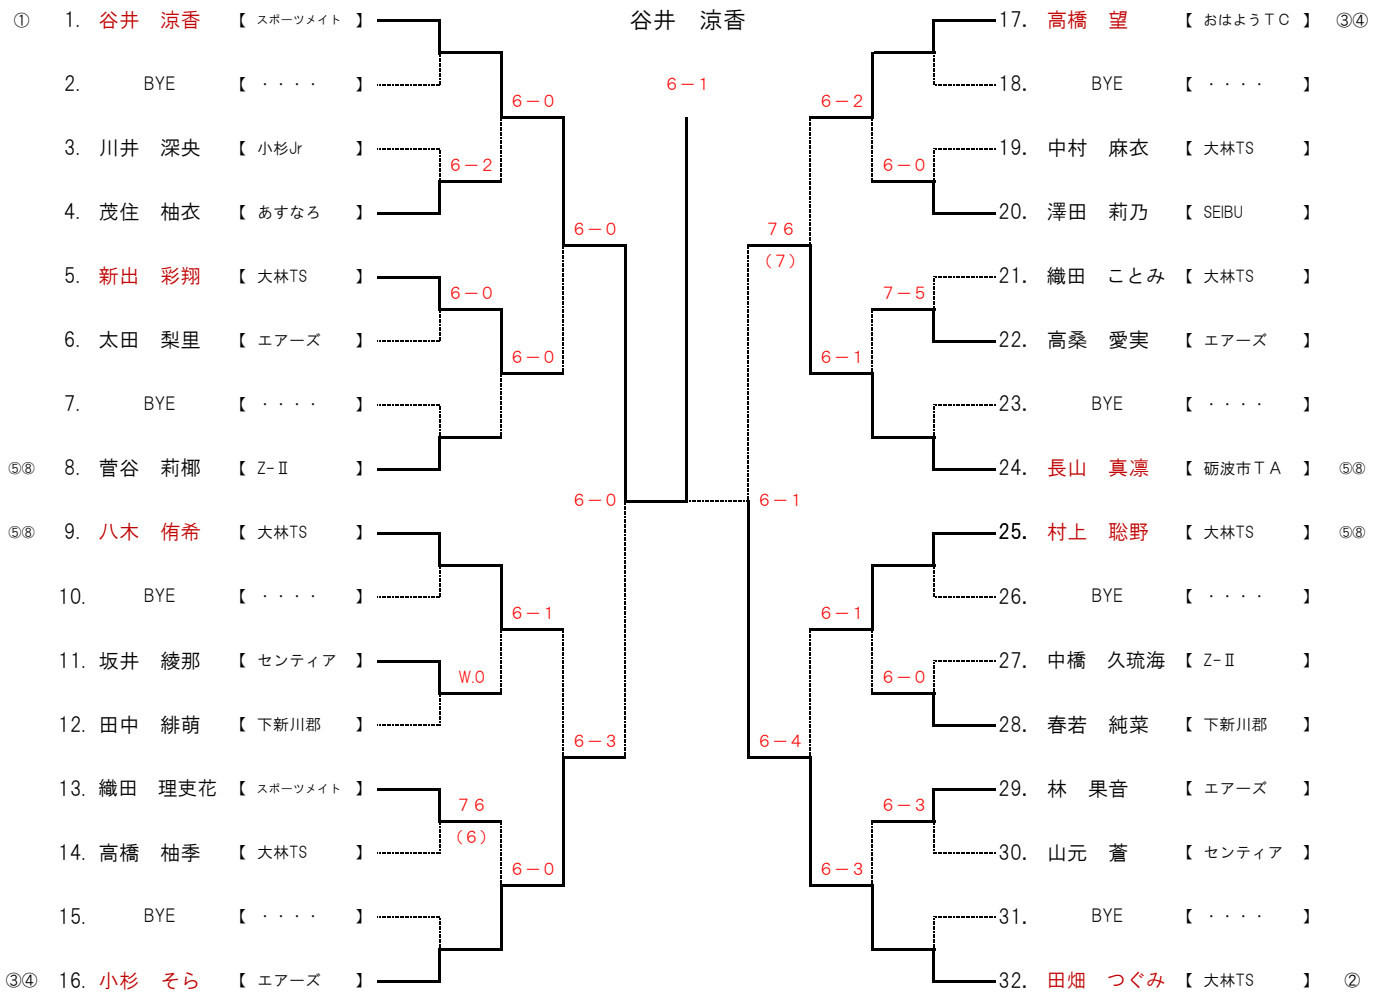 谷井　涼香
① 1. 谷井　涼香 【 スポーツメイト 】
2. BYE 【 ・・・・ 】
3. 川井　深央 【 小杉Jr 】
4. 茂住　柚衣 【 あすなろ 】
5. 新出　彩翔 【 大林TS 】
6. 太田　梨里 【 エアーズ 】
7. BYE 【 ・・・・ 】
⑤⑧ 8. 菅谷　莉椰 【 Z-Ⅱ 】
⑤⑧ 9. 八木　侑希 【 大林TS 】
10. BYE 【 ・・・・ 】
11. 坂井　綾那 【 センティア 】
12. 田中　緋萌 【 下新川郡 】
13. 織田　理吏花 【 スポーツメイト 】
14. 高橋　柚季 【 大林TS 】
15. BYE 【 ・・・・ 】
③④ 16. 小杉　そら 【 エアーズ 】
6－2
6－0
W.0
7 6
(6)
6－0
6－0
6－1
6－0
6－0
6－3
6－0
6－1
6－1
7 6
(7)
6－4
6－2
6－1
6－1
6－3
6－0
7－5
6－0
6－3
17. 高橋　望 【 おはようTC 】 ③④
18. BYE 【 ・・・・ 】
19. 中村　麻衣 【 大林TS 】
20. 澤田　莉乃 【 SEIBU 】
21. 織田　ことみ 【 大林TS 】
22. 高桑　愛実 【 エアーズ 】
23. BYE 【 ・・・・ 】
24. 長山　真凛 【 砺波市TA 】 ⑤⑧
25. 村上　聡野 【 大林TS 】 ⑤⑧
26. BYE 【 ・・・・ 】
27. 中橋　久琉海 【 Z-Ⅱ 】
28. 春若　純菜 【 下新川郡 】
29. 林　果音 【 エアーズ 】
30. 山元　蒼 【 センティア 】
31. BYE 【 ・・・・ 】
32. 田畑　つぐみ 【 大林TS 】 ②